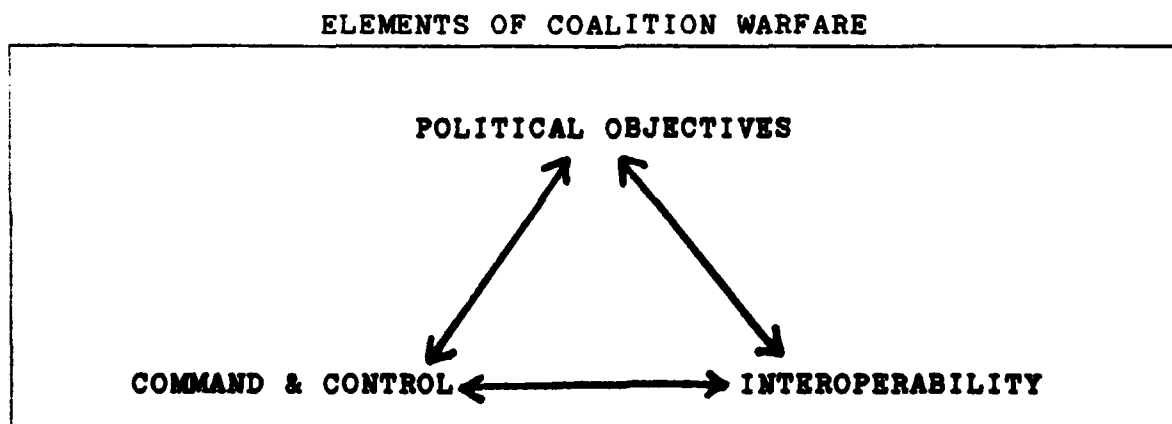 ELEMENTS OF COALITION WARFARE
POLITICAL OBJECTIVES
COMMAND & CONTROL INTEROPERABILITY